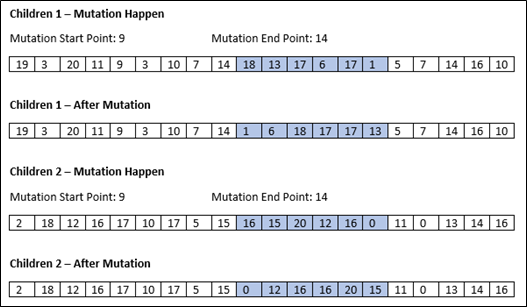 Children 1 – Mutation Happen
Mutation Start Point: 9 Mutation End Point: 14
19 3 20 11 9 3 10 7 14 18 13 17 6 17 1 5 7 14 16 10
Children 1 – After Mutation
19 3 20 11 9 3 10 7 14 1 6 18 17 17 13 5 7 14 16 10
Children 2 – Mutation Happen
Mutation Start Point: 9 Mutation End Point: 14
2 18 12 16 17 10 17 5 15 16 15 20 12 16 0 11 0 13 14 16
Children 2 – After Mutation
2 18 12 16 17 10 17 5 15 0 12 16 16 20 15 11 0 13 14 16